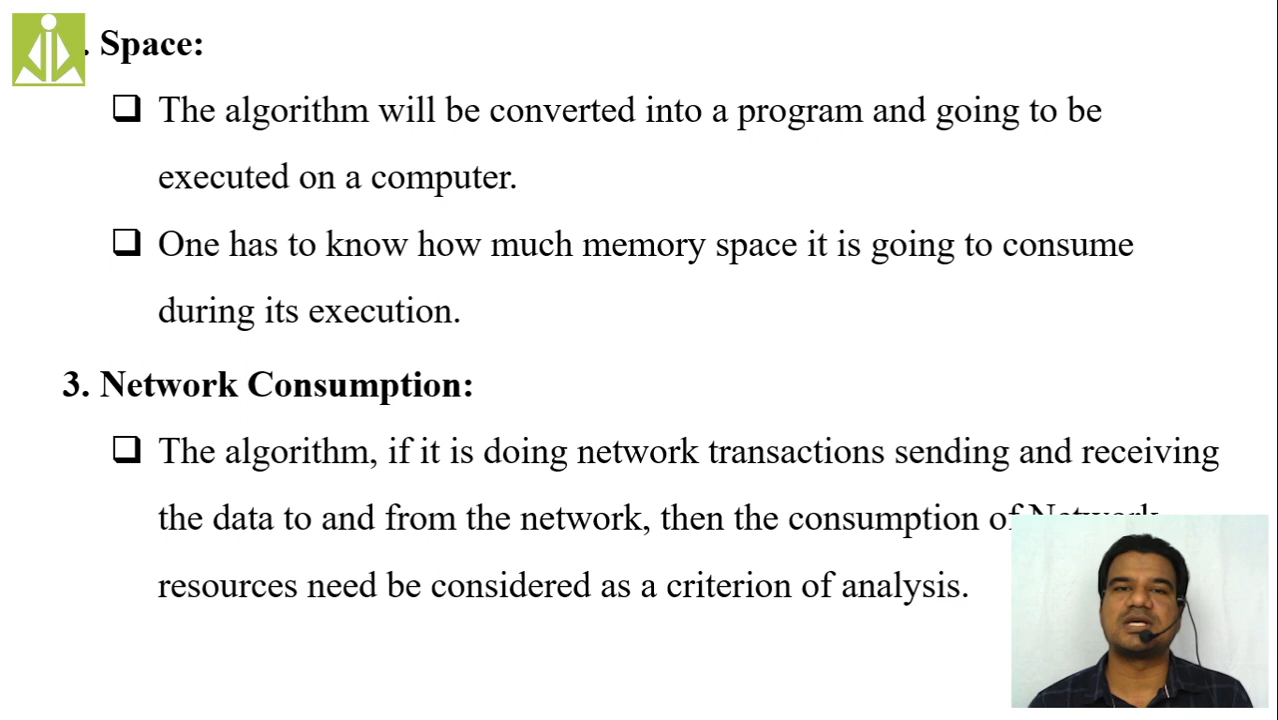 . Space:
❑ The algorithm will be converted into a program and going to be
executed on a computer.
❑ One has to know how much memory space it is going to consume
during its execution.
3. Network Consumption:
❑ The algorithm, if it is doing network transactions sending and receiving
the data to and from the network, then the consumption of Network
resources need be considered as a criterion of analysis.